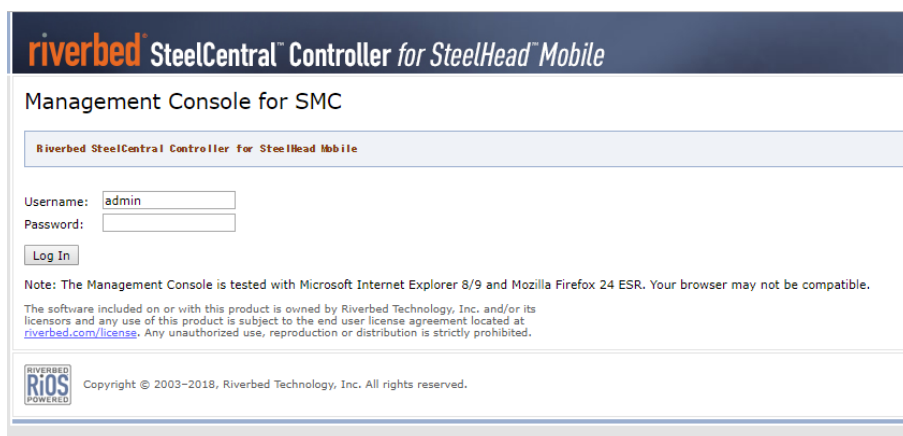 riverbed® SteelCentral™ Controller for SteelHead™ Mobile
Management Console for SMC
Riverbed SteelCentral Controller for SteelHead Mobile
Username: admin
Password:
Log In
Note: The Management Console is tested with Microsoft Internet Explorer 8/9 and Mozilla Firefox 24 ESR. Your browser may not be compatible.
The software included on or with this product is owned by Riverbed Technology, Inc. and/or its
licensors and any use of this product is subject to the end user license agreement located at
riverbed.com/license. Any unauthorized use, reproduction or distribution is strictly prohibited.
RIVERBED
RiOS
POWERED
Copyright © 2003–2018, Riverbed Technology, Inc. All rights reserved.